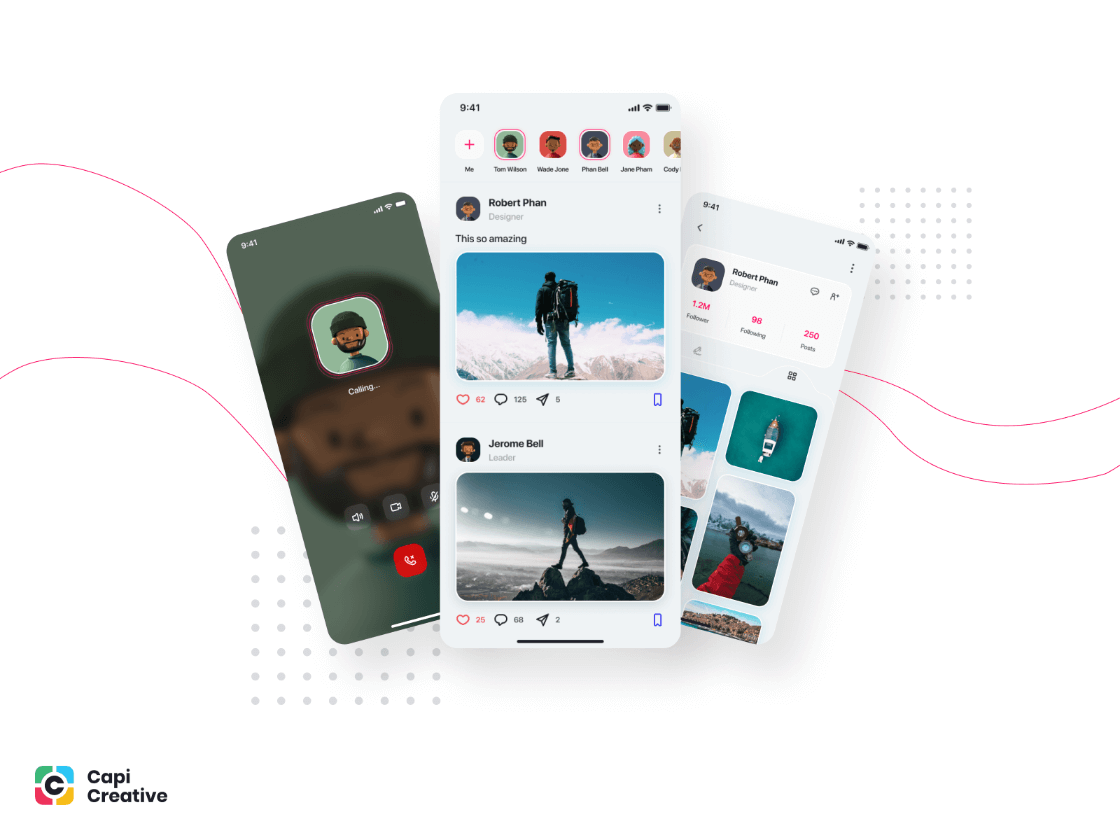 9:41
Calling...
9:41
Me
Tom Wilson
Wade Jone
Phan Bell
Jane Pham
Cody
Robert Phan
Designer
This so amazing
62
125
5
Jerome Bell
Leader
25
68
2
9:41
Robert Phan
Designer
1.2M
Follower
98
Following
250
Posts
C
Capi
Creative